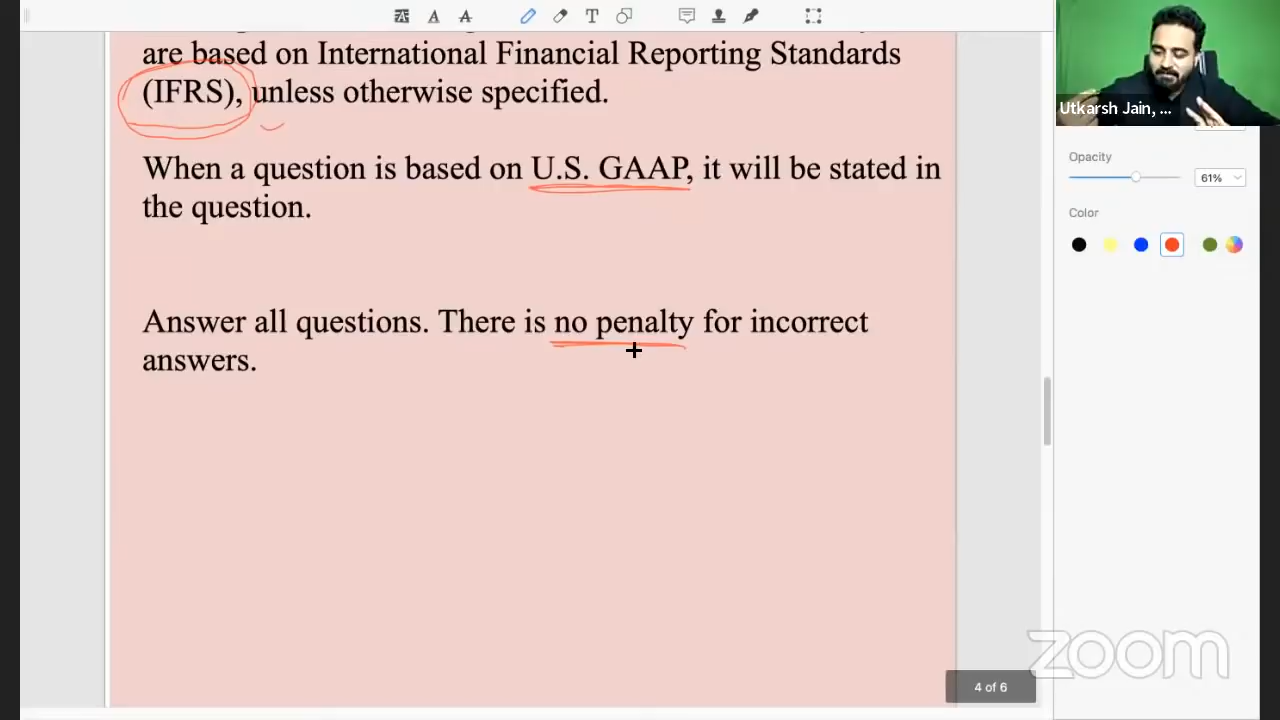 are based on International Financial Reporting Standards
(IFRS), unless otherwise specified.
When a question is based on U.S. GAAP, it will be stated in
the question.
Answer all questions. There is no penalty for incorrect
answers.
Utkarsh Jain, ...
Opacity
61%
Color
zoom
4 of 6